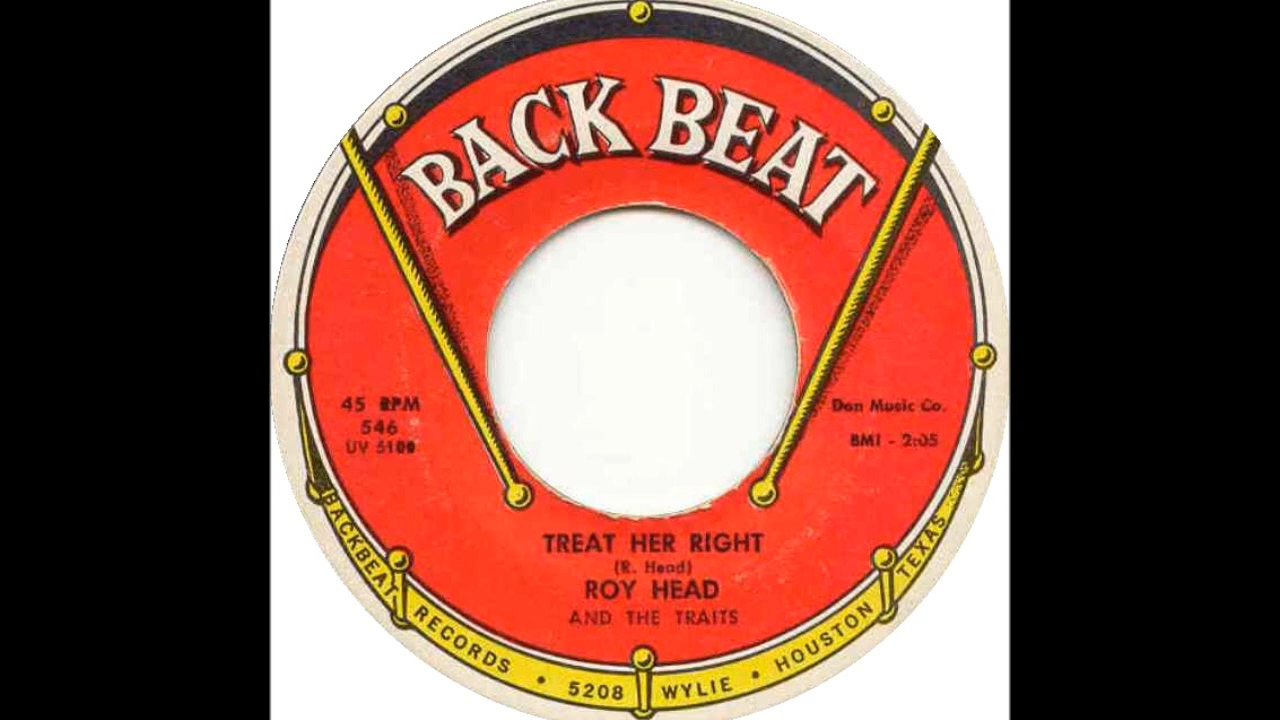 BACK BEAT
45 RPM
546
UV 5109
Don Music Co.
BMI - 2:05
TREAT HER RIGHT
(R. Head)
ROY HEAD
AND THE TRAITS
BACKBEAT RECORDS • 5208 WYLIE • HOUSTON TEXAS